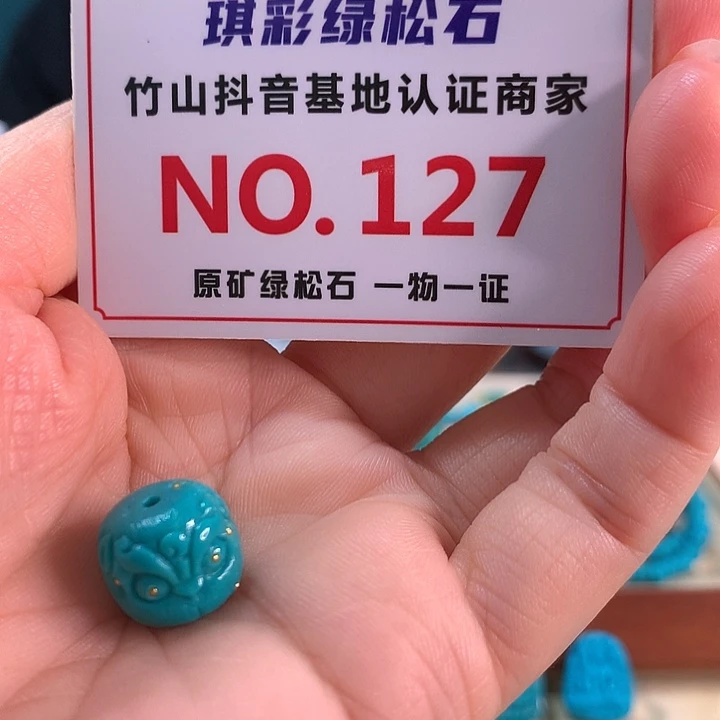 琪彩绿松石
竹山抖音基地认证商家
NO.127
原矿绿松石 一物一证